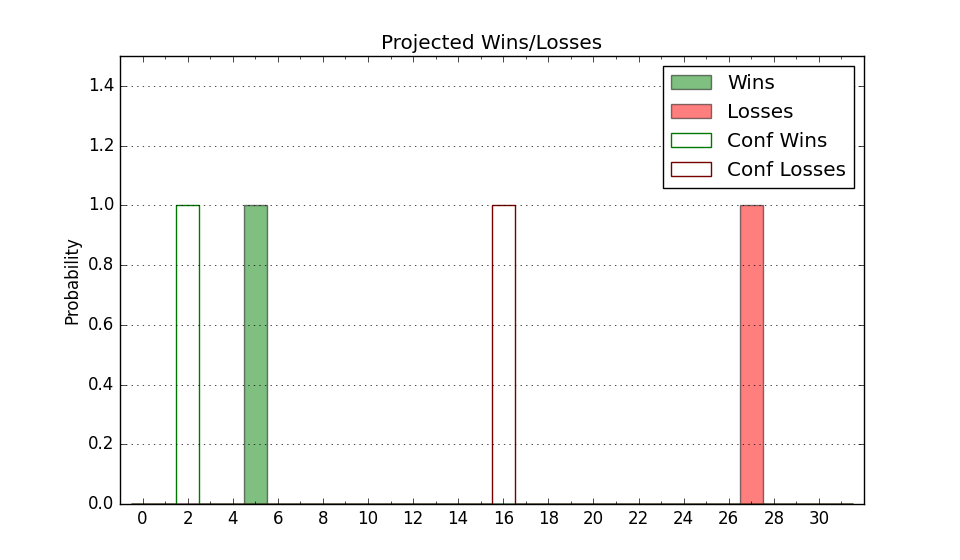 Projected Wins/Losses
Wins
Losses
Conf Wins
Conf Losses
Probability
1.4
1.2
1.0
0.8
0.6
0.4
0.2
0.0
0 2 4 6 8 10 12 14 16 18 20 22 24 26 28 30